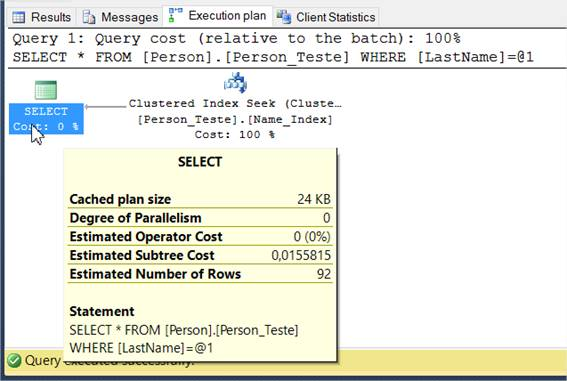 Results Messages Execution plan Client Statistics
Query 1: Query cost (relative to the batch): 100%
SELECT * FROM [Person].[Person_Teste] WHERE [LastName]=@1
Clustered Index Seek (Cluste…
[Person_Teste].[Name_Index]
Cost: 100 %
SELECT
Cost: 0 %
SELECT
Cached plan size 24 KB
Degree of Parallelism 0
Estimated Operator Cost 0 (0%)
Estimated Subtree Cost 0,0155815
Estimated Number of Rows 92
Statement
SELECT * FROM [Person].[Person_Teste]
WHERE [LastName]=@1
Query executed successfully.